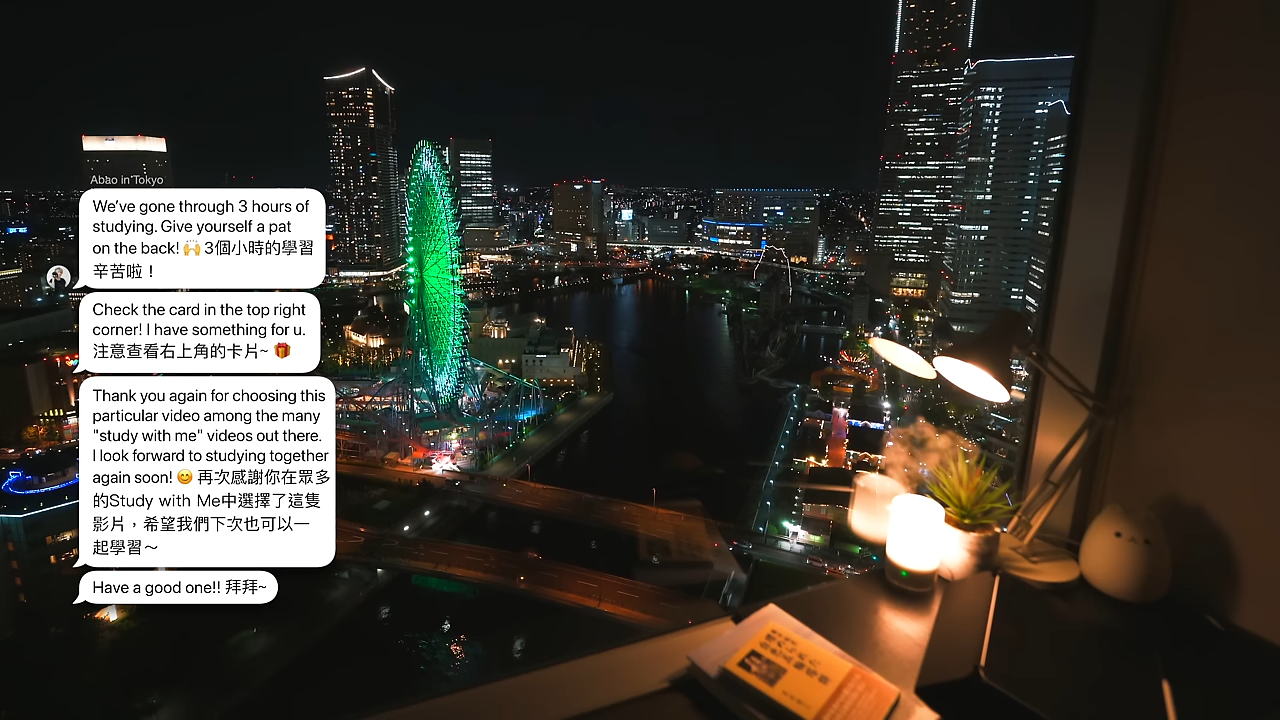 Abao in Tokyo
We've gone through 3 hours of
studying. Give yourself a pat
on the back! 🙌 3個小時的學習
辛苦啦！
Check the card in the top right
corner! I have something for u.
注意查看右上角的卡片~ 🎁
Thank you again for choosing this
particular video among the many
"study with me" videos out there.
I look forward to studying together
again soon! 😊 再次感謝你在眾多
的Study with Me中選擇了這隻
影片，希望我們下次也可以一
起學習～
Have a good one!! 拜拜~